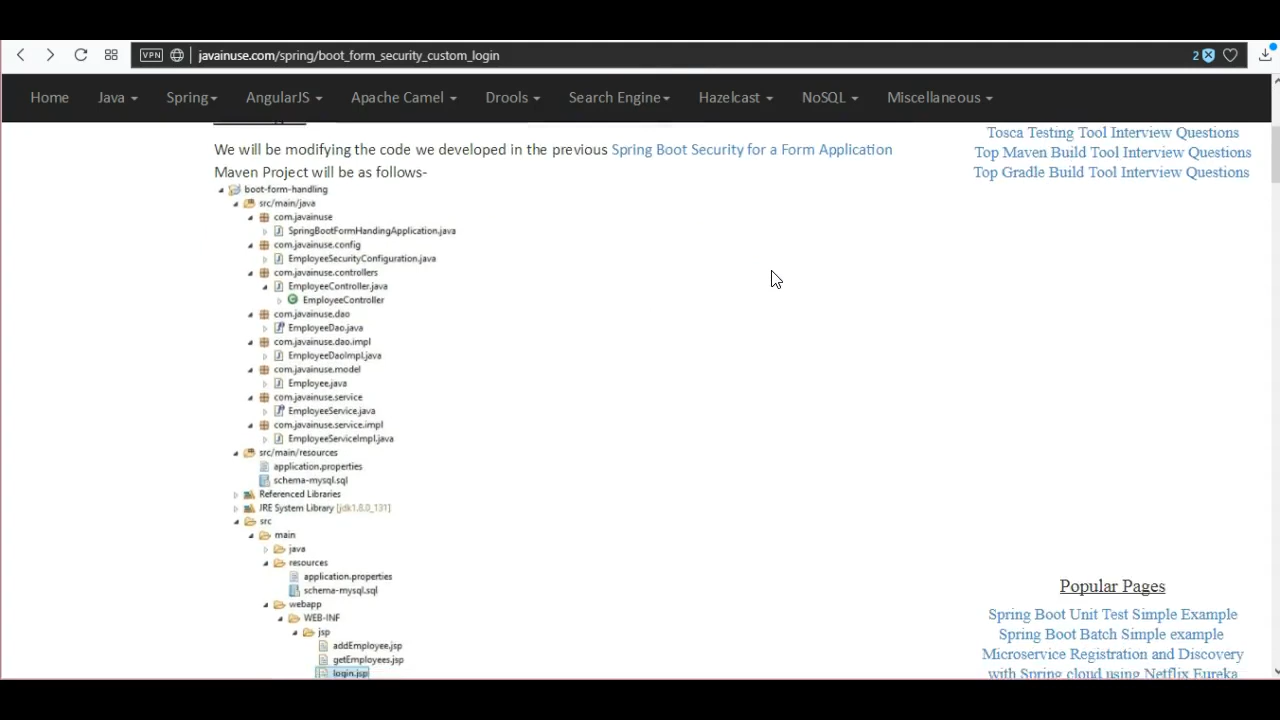 VPN
javainuse.com/spring/boot_form_security_custom_login
2
Home Java Spring AngularJS Apache Camel Drools Search Engine Hazelcast NoSQL Miscellaneous
We will be modifying the code we developed in the previous Spring Boot Security for a Form Application
Maven Project will be as follows-
boot-form-handling
src/main/java
com.javainuse
SpringBootFormHandingApplication.java
com.javainuse.config
EmployeeSecurityConfiguration.java
com.javainuse.controllers
EmployeeController.java
EmployeeController
com.javainuse.dao
EmployeeDao.java
com.javainuse.dao.impl
EmployeeDaoImpl.java
com.javainuse.model
Employee.java
com.javainuse.service
EmployeeService.java
com.javainuse.service.impl
EmployeeServiceImpl.java
src/main/resources
application.properties
schema-mysql.sql
Referenced Libraries
JRE System Library [jdk1.8.0_131]
src
main
java
resources
application.properties
schema-mysql.sql
webapp
WEB-INF
jsp
addEmployee.jsp
getEmployees.jsp
login.jsp
Tosca Testing Tool Interview Questions
Top Maven Build Tool Interview Questions
Top Gradle Build Tool Interview Questions
Popular Pages
Spring Boot Unit Test Simple Example
Spring Boot Batch Simple example
Microservice Registration and Discovery
with Spring cloud using Netflix Eureka